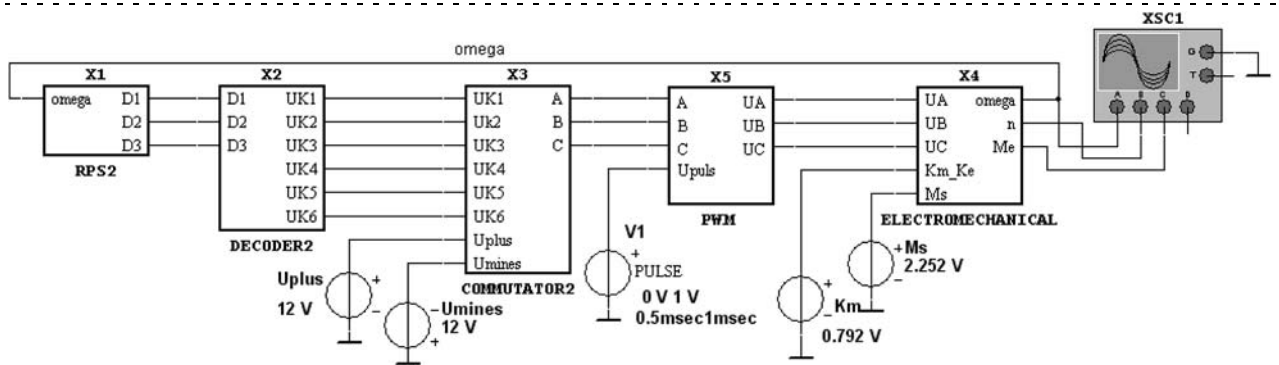 XSC1
omega
X1
X2
X3
X5
X4
G
T
A B C D
omega D1
D2
D3
RPS2
D1 UK1
D2 UK2
D3 UK3
UK4
UK5
UK6
DECODER2
UK1 A
Uk2 B
UK3 C
UK4
UK5
UK6
Uplus
Umines
COMMUTATOR2
A UA
B UB
C UC
Upuls
PWM
UA omega
UB n
UC Me
Km_Ke
Ms
ELECTROMECHANICAL
Uplus
12 V
+
-
Umines
12 V
-
+
V1
+
PULSE
0 V 1 V
0.5msec1msec
+
-
Km
0.792 V
+
Ms
2.252 V
-